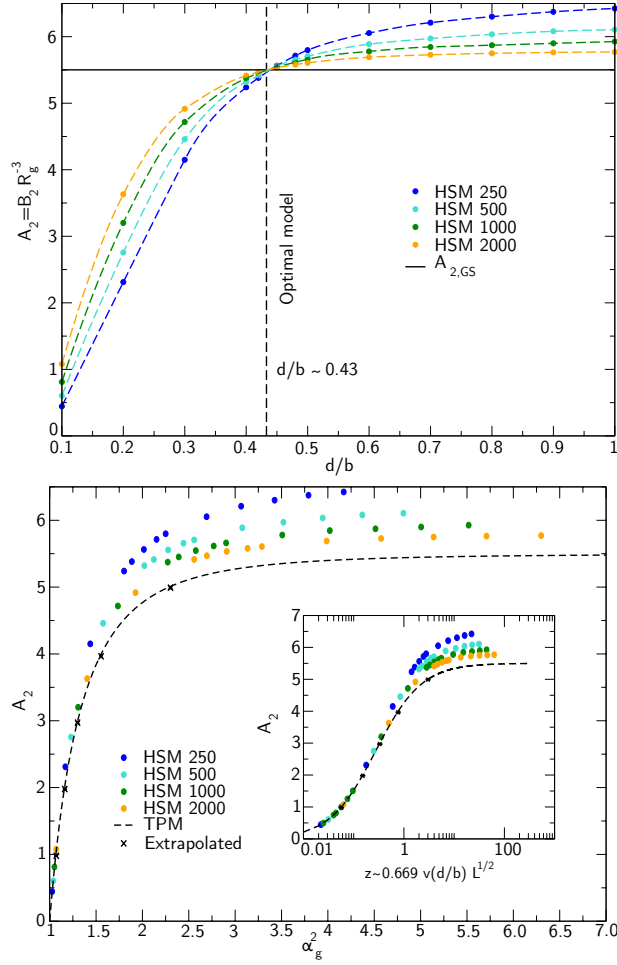 A₂=B₂ R_g^-3
6
5
4
3
2
1
0
0.1 0.2 0.3 0.4 0.5 0.6 0.7 0.8 0.9 1
d/b
Optimal model
d/b ~ 0.43
HSM 250
HSM 500
HSM 1000
HSM 2000
A_2,GS
A₂
6
5
4
3
2
1
0
1 1.5 2 2.5 3 3.5 4 4.5 5 5.5 6 6.5 7.0
α_g^2
HSM 250
HSM 500
HSM 1000
HSM 2000
TPM
Extrapolated
A₂
7
6
5
4
3
2
1
0
0.01 1 100
z~0.669 v(d/b) L^1/2